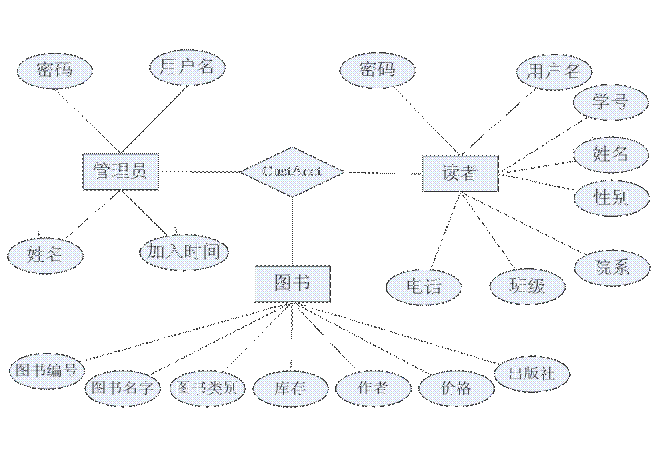 密码
用户名
密码
用户名
学号
管理员
CustAcct
读者
姓名
性别
姓名
加入时间
图书
电话
班级
院系
图书编号
图书名字
图书类别
库存
作者
价格
出版社